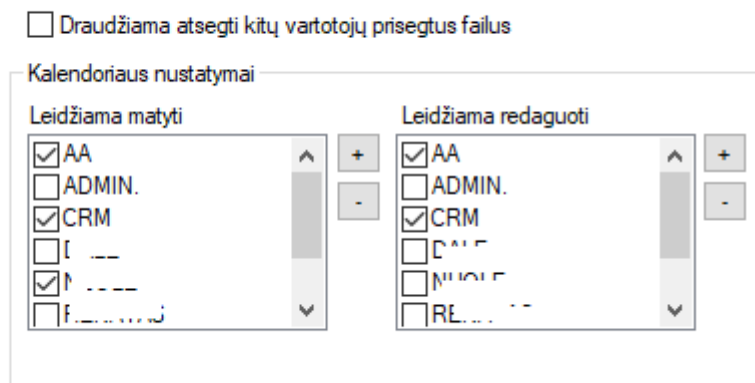 Draudžiama atsegti kitų vartotojų prisegtus failus
Kalendoriaus nustatymai
Leidžiama matyti
AA
ADMIN.
CRM
+
-
Leidžiama redaguoti
AA
ADMIN.
CRM
+
-